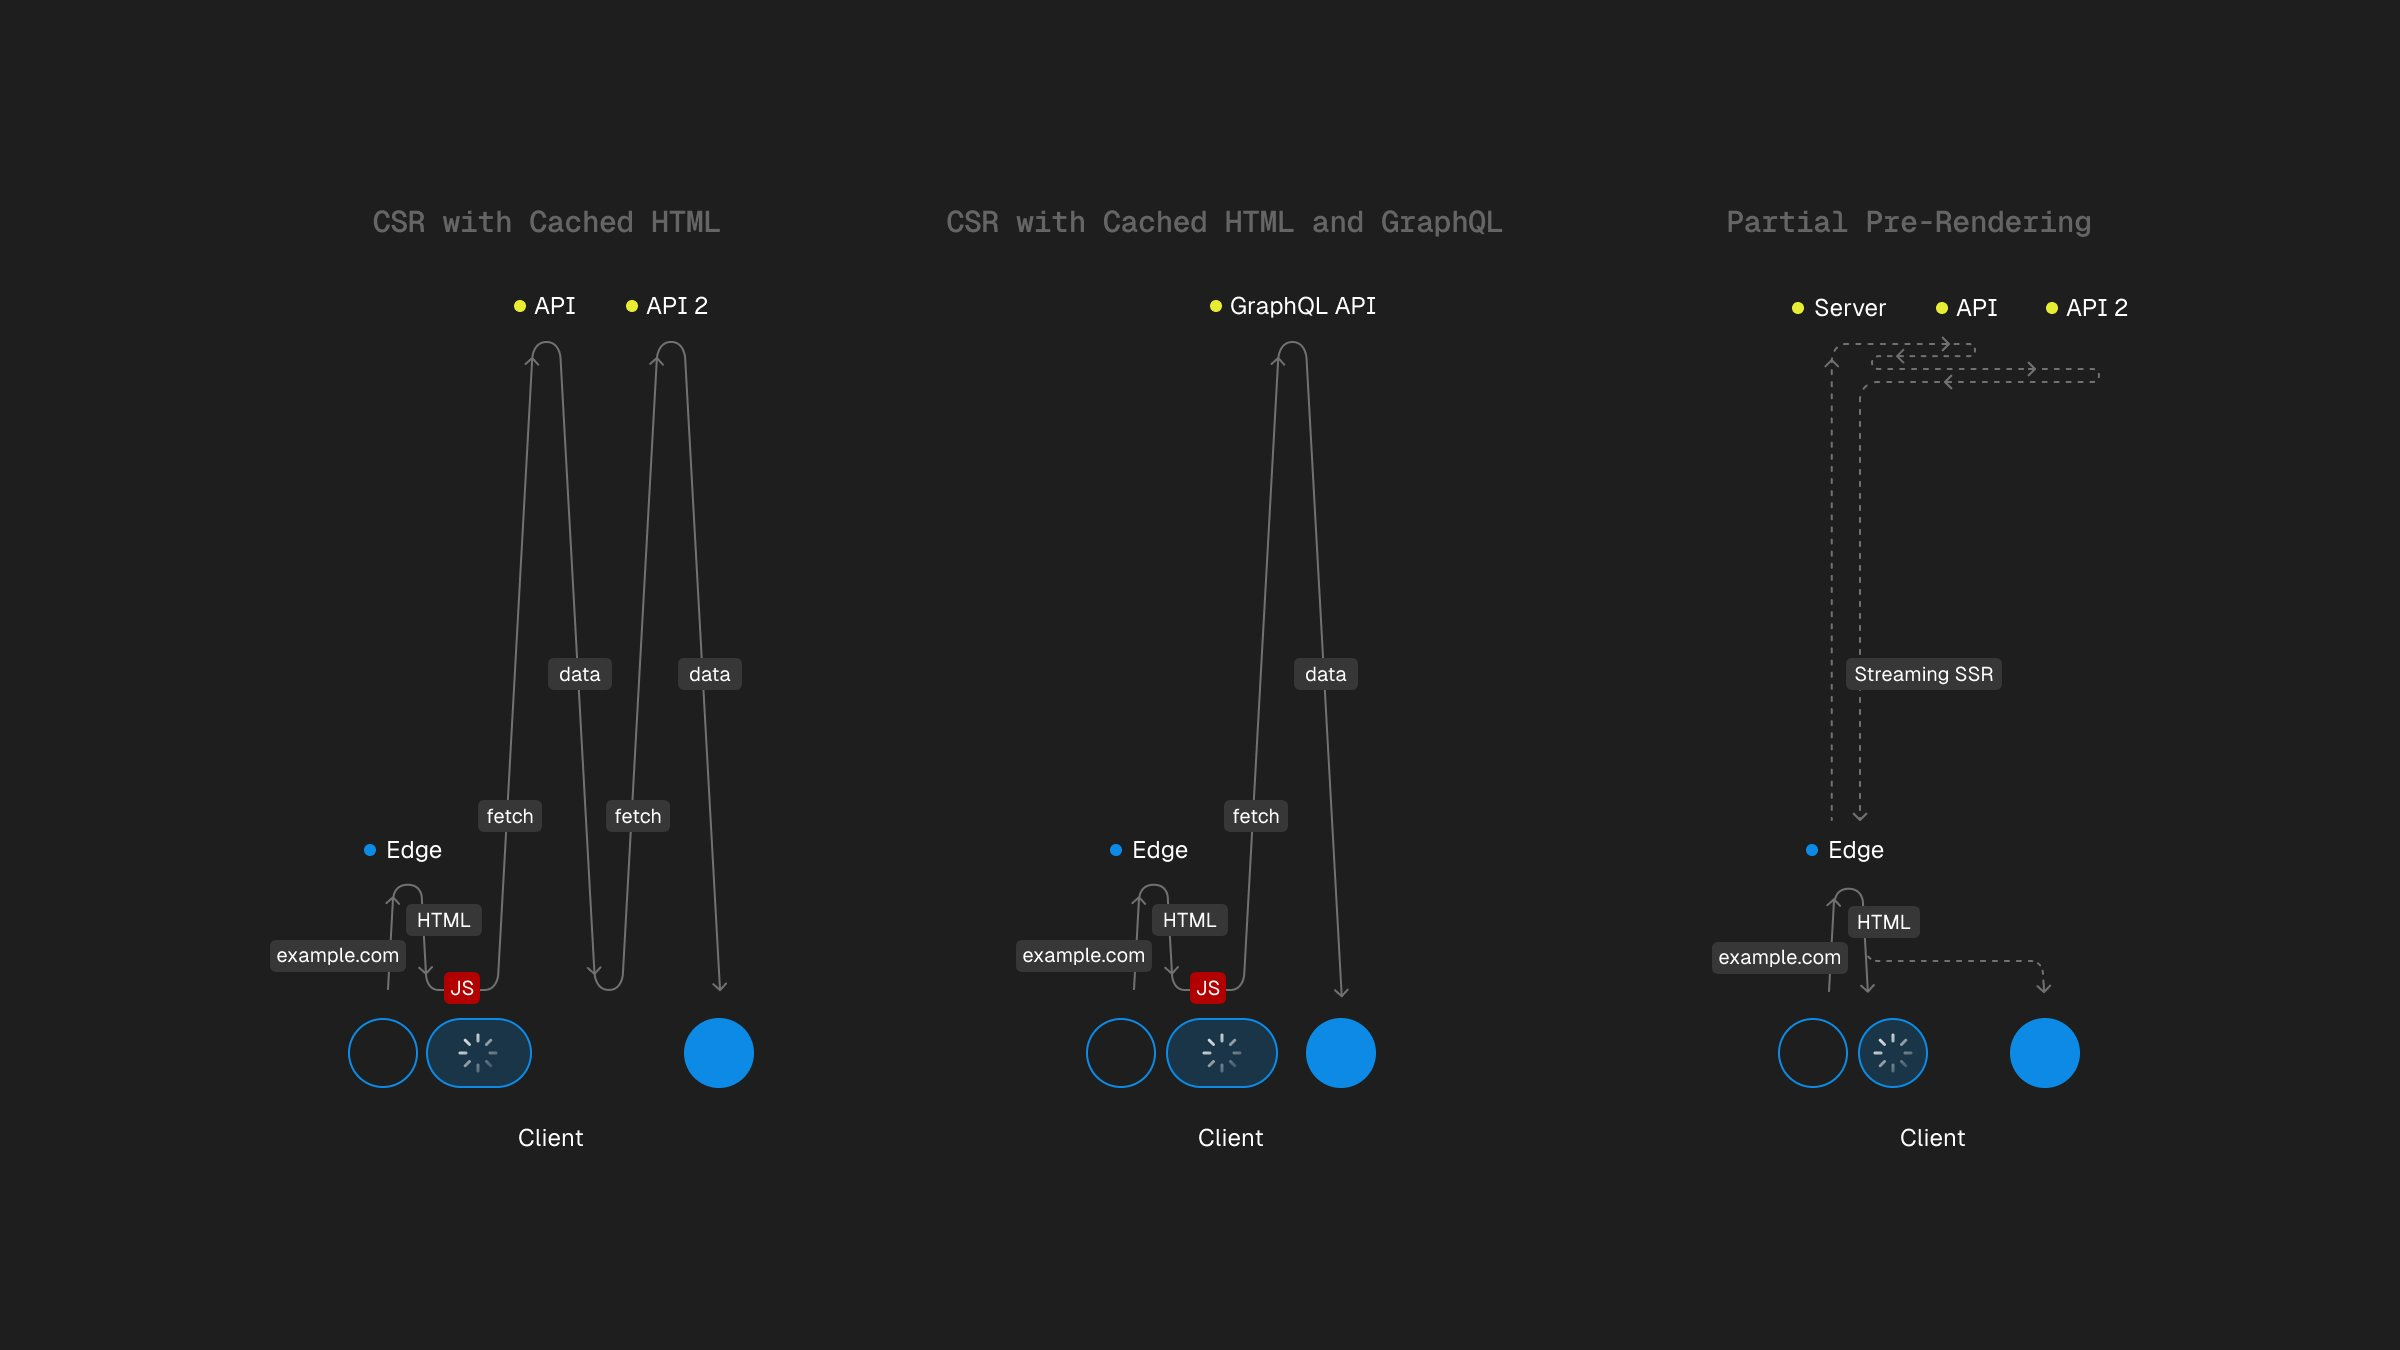 CSR with Cached HTML
API
API 2
data
data
fetch
fetch
Edge
HTML
example.com
JS
Client
CSR with Cached HTML and GraphQL
GraphQL API
data
fetch
Edge
HTML
example.com
JS
Client
Partial Pre-Rendering
Server
API
API 2
Streaming SSR
Edge
HTML
example.com
Client